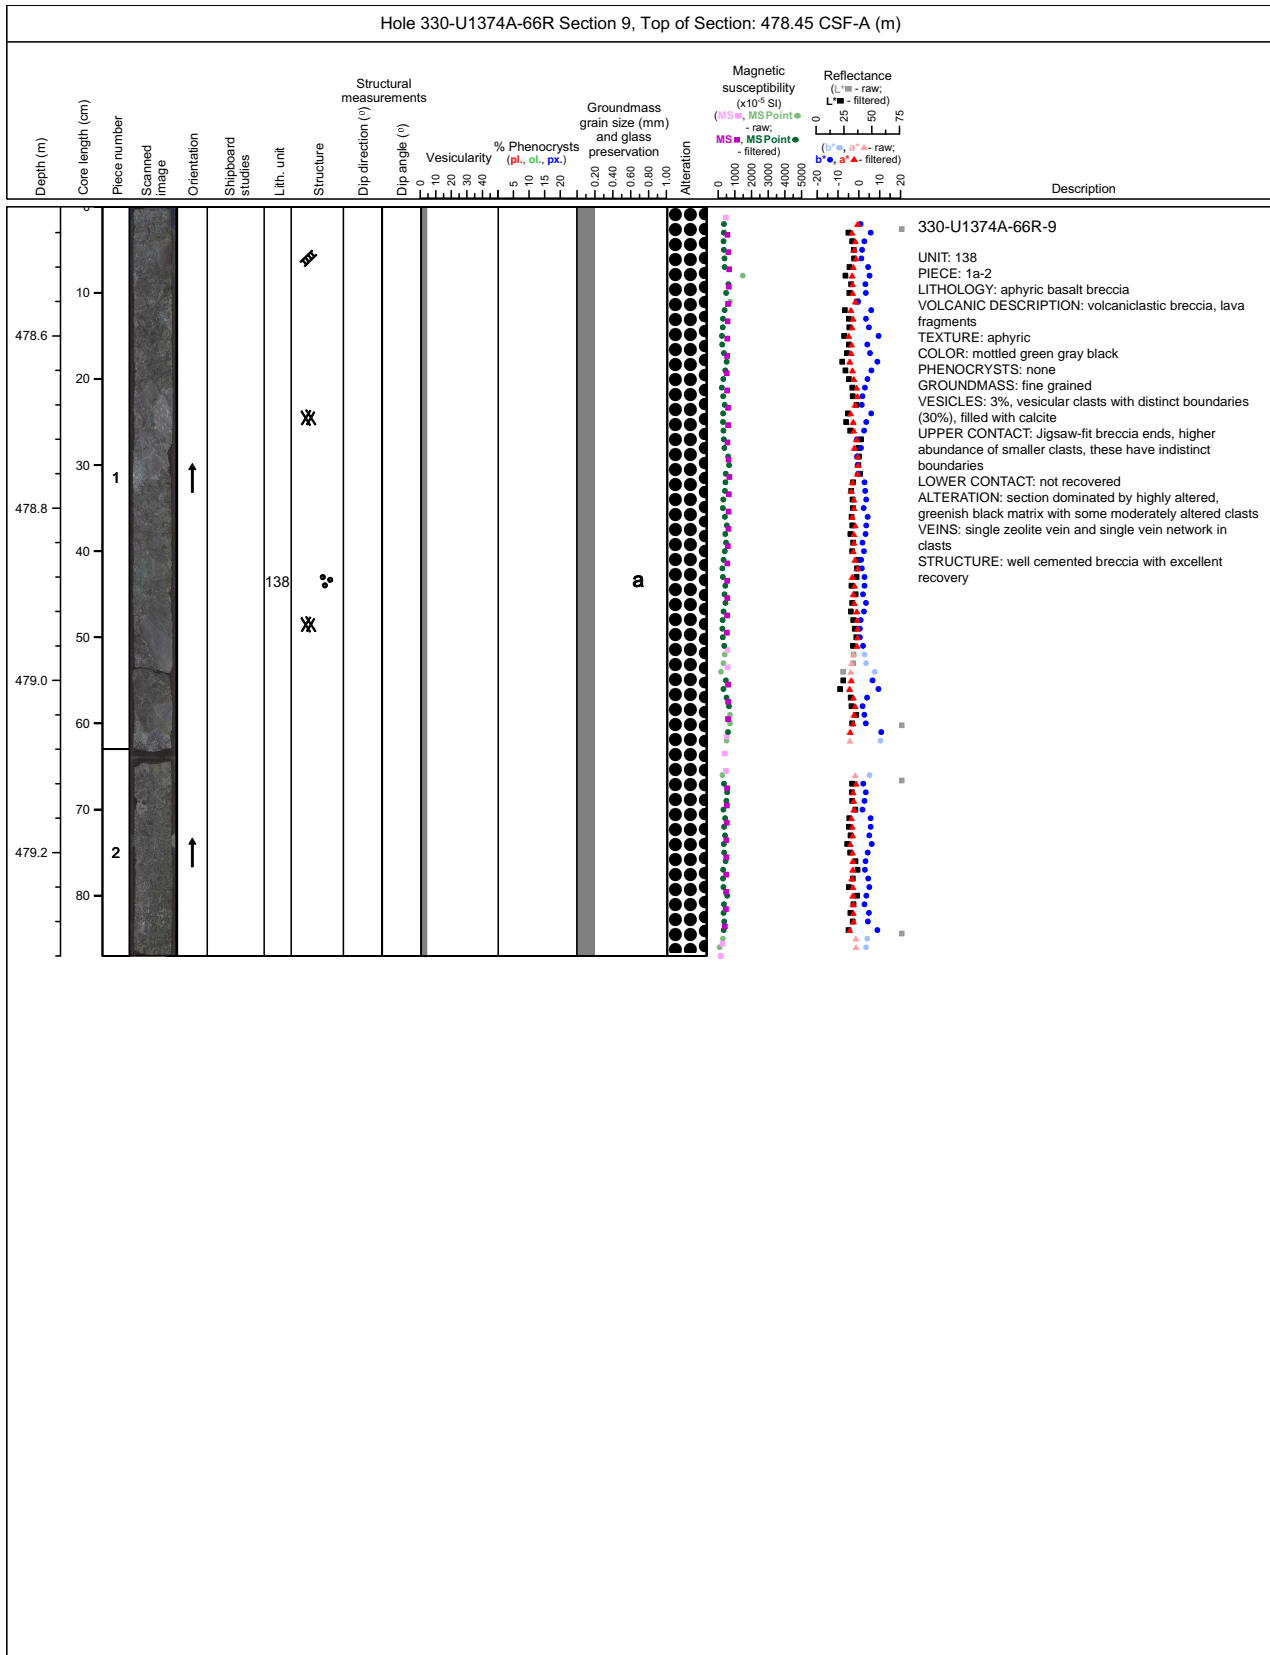 Hole 330-U1374A-66R Section 9, Top of Section: 478.45 CSF-A (m)
Depth (m)
Core length (cm)
Piece number
Scanned
image
Orientation
Shipboard
studies
Lith. unit
Structure
Structural
measurements
Dip direction (°)
Dip angle (°)
Vesicularity
0 10 20 30 40
% Phenocrysts
(pl., ol., px.)
5 10 15 20
Groundmass
grain size (mm)
and glass
preservation
0.20 0.40 0.60 0.80 1.00
Alteration
Magnetic
susceptibility
(x10-5 SI)
(MS, MSPoint
- raw;
MS, MSPoint
- filtered)
0 1000 2000 3000 4000 5000
Reflectance
(L* - raw;
L* - filtered)
0 25 50 75
(b*, a* - raw;
b*, a* - filtered)
-20 -10 0 10 20
Description
0
10
478.6
20
30
1
478.8
40
138
a
50
479.0
60
70
2
479.2
80
330-U1374A-66R-9
UNIT: 138
PIECE: 1a-2
LITHOLOGY: aphyric basalt breccia
VOLCANIC DESCRIPTION: volcaniclastic breccia, lava
fragments
TEXTURE: aphyric
COLOR: mottled green gray black
PHENOCRYSTS: none
GROUNDMASS: fine grained
VESICLES: 3%, vesicular clasts with distinct boundaries
(30%), filled with calcite
UPPER CONTACT: Jigsaw-fit breccia ends, higher
abundance of smaller clasts, these have indistinct
boundaries
LOWER CONTACT: not recovered
ALTERATION: section dominated by highly altered,
greenish black matrix with some moderately altered clasts
VEINS: single zeolite vein and single vein network in
clasts
STRUCTURE: well cemented breccia with excellent
recovery